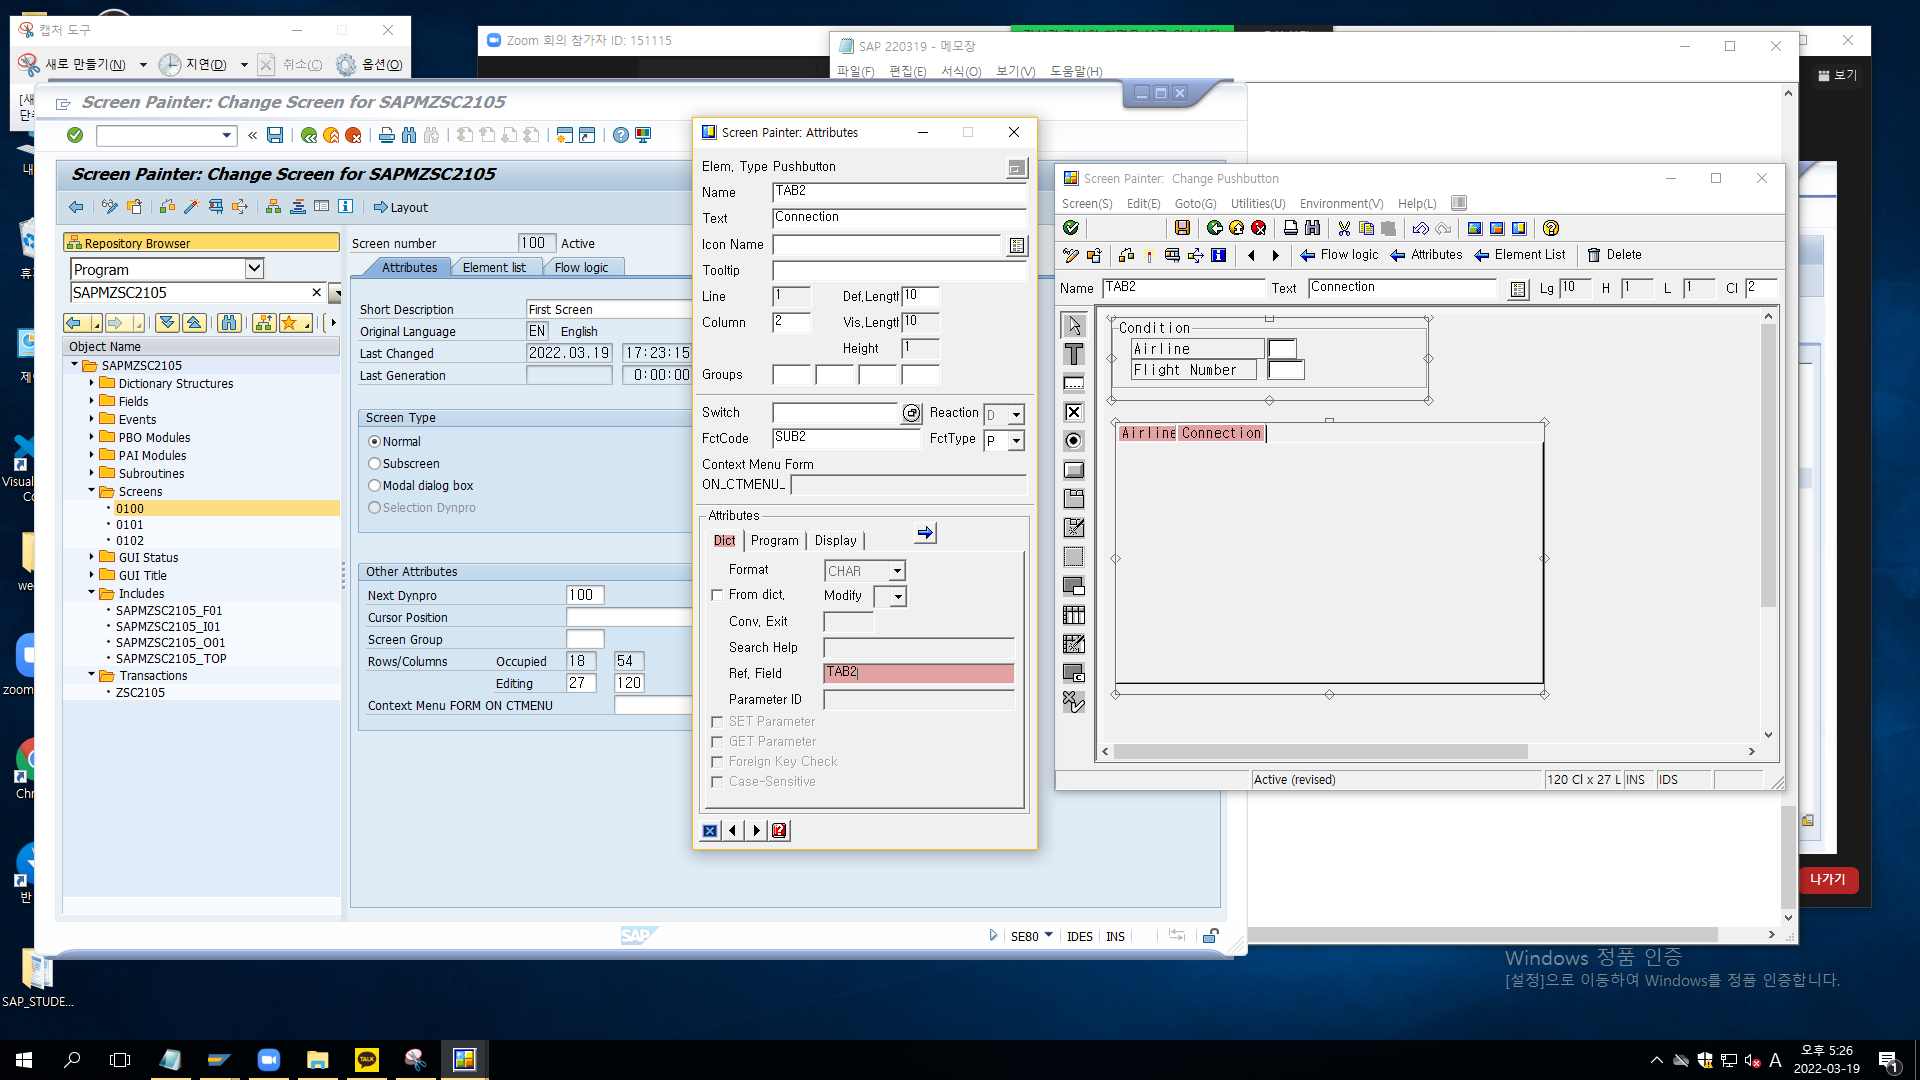 캡처 도구
새로 만들기(N)
지연(D)
취소(C)
옵션(O)
Zoom 회의 참가자 ID: 151115
SAP 220319 - 메모장
파일(F) 편집(E) 서식(O) 보기(V) 도움말(H)
보기
Screen Painter: Change Screen for SAPMZSC2105
Screen Painter: Change Screen for SAPMZSC2105
Layout
Repository Browser
Program
SAPMZSC2105
Object Name
SAPMZSC2105
Dictionary Structures
Fields
Events
PBO Modules
PAI Modules
Subroutines
Screens
0100
0101
0102
GUI Status
GUI Title
Includes
SAPMZSC2105_F01
SAPMZSC2105_I01
SAPMZSC2105_O01
SAPMZSC2105_TOP
Transactions
ZSC2105
Screen number 100 Active
Attributes Element list Flow logic
Short Description First Screen
Original Language EN English
Last Changed 2022.03.19 17:23:15
Last Generation 0:00:00
Screen Type
Normal
Subscreen
Modal dialog box
Selection Dynpro
Other Attributes
Next Dynpro 100
Cursor Position
Screen Group
Rows/Columns Occupied 18 54
Editing 27 120
Context Menu FORM ON CTMENU
SAP
SE80 IDES INS
Screen Painter: Attributes
Elem. Type Pushbutton
Name TAB2
Text Connection
Icon Name
Tooltip
Line 1 Def.Length 10
Column 2 Vis.Length 10
Height 1
Groups
Switch Reaction D
FctCode SUB2 FctType P
Context Menu Form
ON_CTMENU_
Attributes
Dict Program Display
Format CHAR
From dict. Modify
Conv. Exit
Search Help
Ref. Field TAB2
Parameter ID
SET Parameter
GET Parameter
Foreign Key Check
Case-Sensitive
Screen Painter: Change Pushbutton
Screen(S) Edit(E) Goto(G) Utilities(U) Environment(V) Help(L)
Flow logic Attributes Element List Delete
Name TAB2 Text Connection Lg 10 H 1 L 1 Cl 2
Condition
Airline
Flight Number
Airline Connection
Active (revised) 120 Cl x 27 L INS IDS
나가기
Windows 정품 인증
[설정]으로 이동하여 Windows를 정품 인증합니다.
SAP_STUDE...
TALK
A
오후 5:26
2022-03-19
1